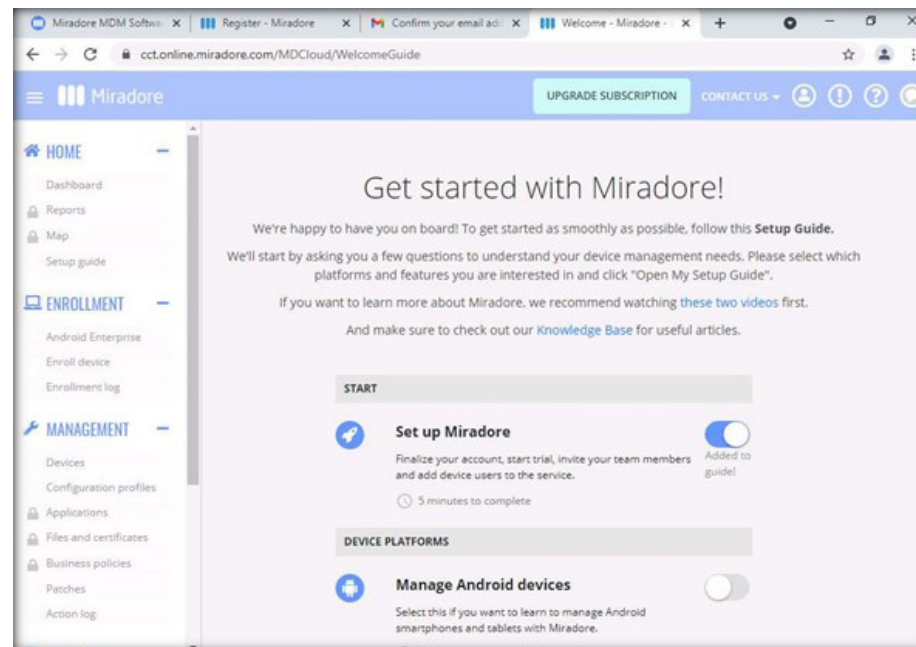 Miradore MDM Softwa
Register - Miradore
Confirm your email ad
Welcome - Miradore -
cct.online.miradore.com/MDCloud/WelcomeGuide
Miradore
UPGRADE SUBSCRIPTION
CONTACT US
HOME
Dashboard
Reports
Map
Setup guide
ENROLLMENT
Android Enterprise
Enroll device
Enrollment log
MANAGEMENT
Devices
Configuration profiles
Applications
Files and certificates
Business policies
Patches
Action log
Get started with Miradore!
We're happy to have you on board! To get started as smoothly as possible, follow this Setup Guide.
We'll start by asking you a few questions to understand your device management needs. Please select which
platforms and features you are interested in and click "Open My Setup Guide".
If you want to learn more about Miradore, we recommend watching these two videos first.
And make sure to check out our Knowledge Base for useful articles.
START
Set up Miradore
Finalize your account, start trial, invite your team members
and add device users to the service.
5 minutes to complete
Added to
guide!
DEVICE PLATFORMS
Manage Android devices
Select this if you want to learn to manage Android
smartphones and tablets with Miradore.